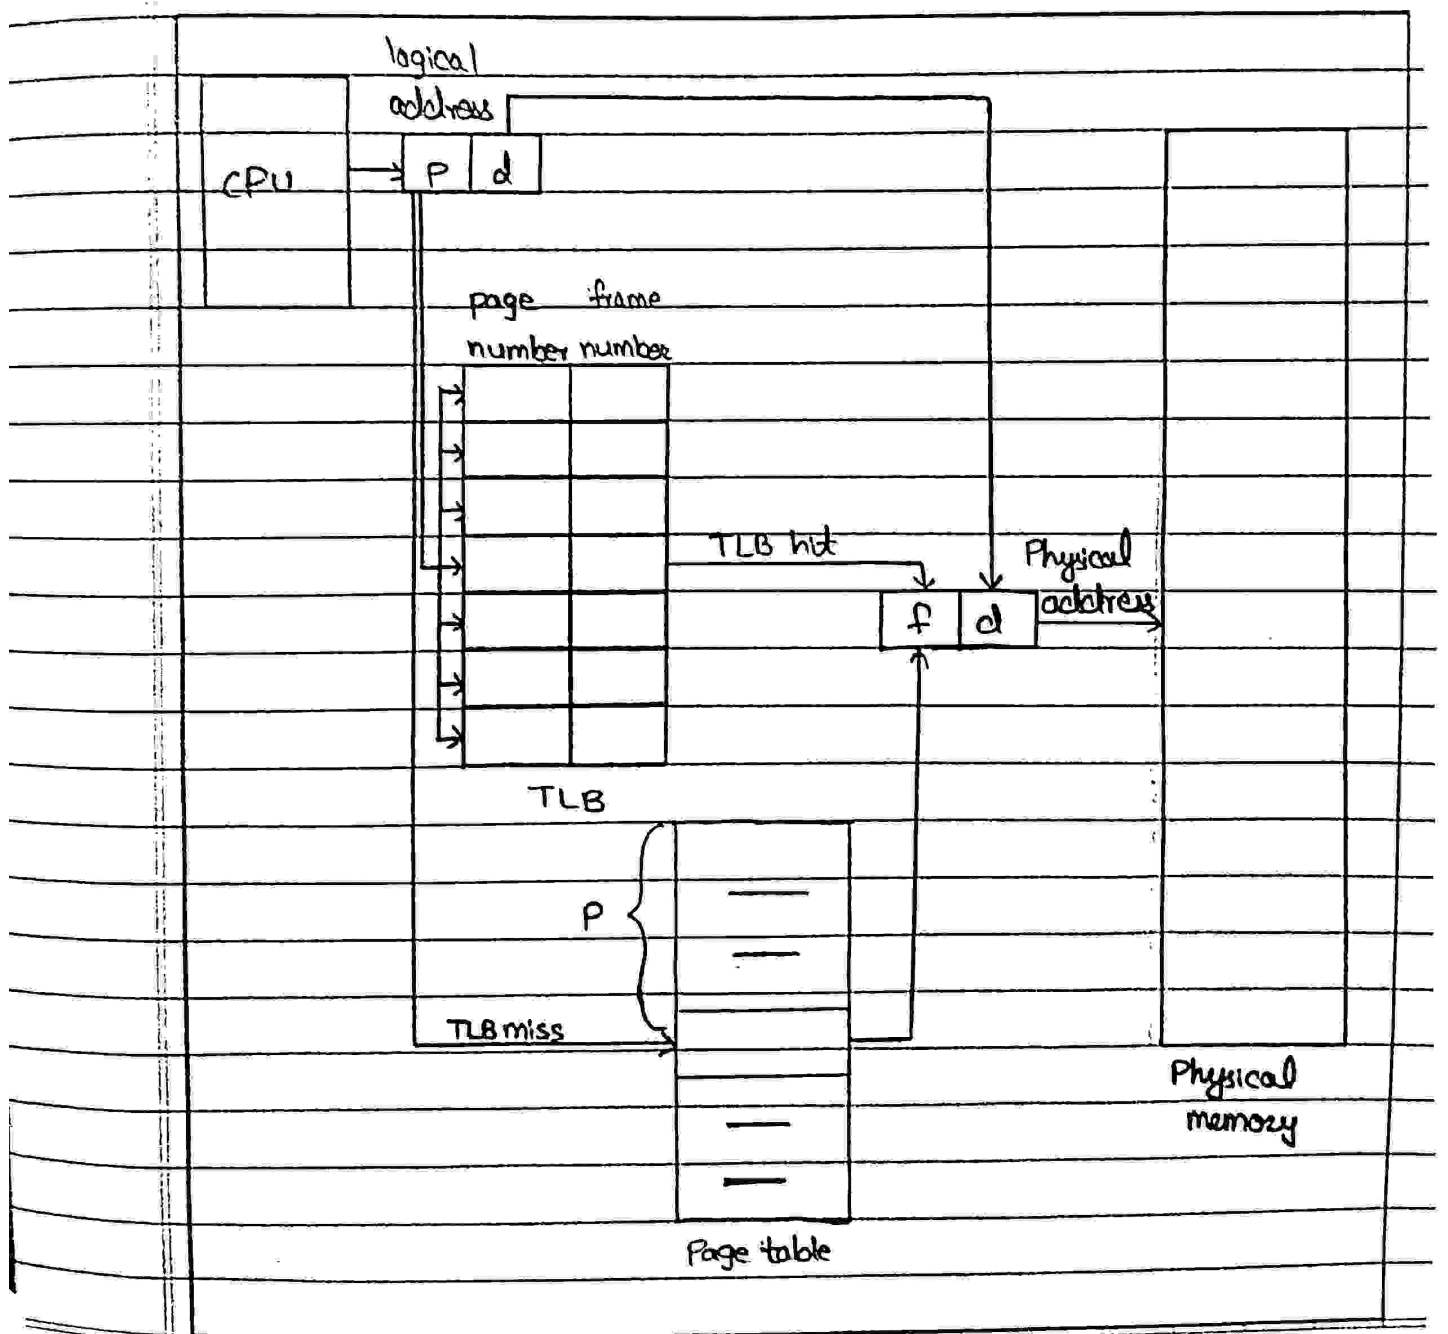 logical
address
CPU
P d
page frame
number number
TLB hit
Physical
address
f d
TLB
P
TLB miss
Physical
memory
Page table